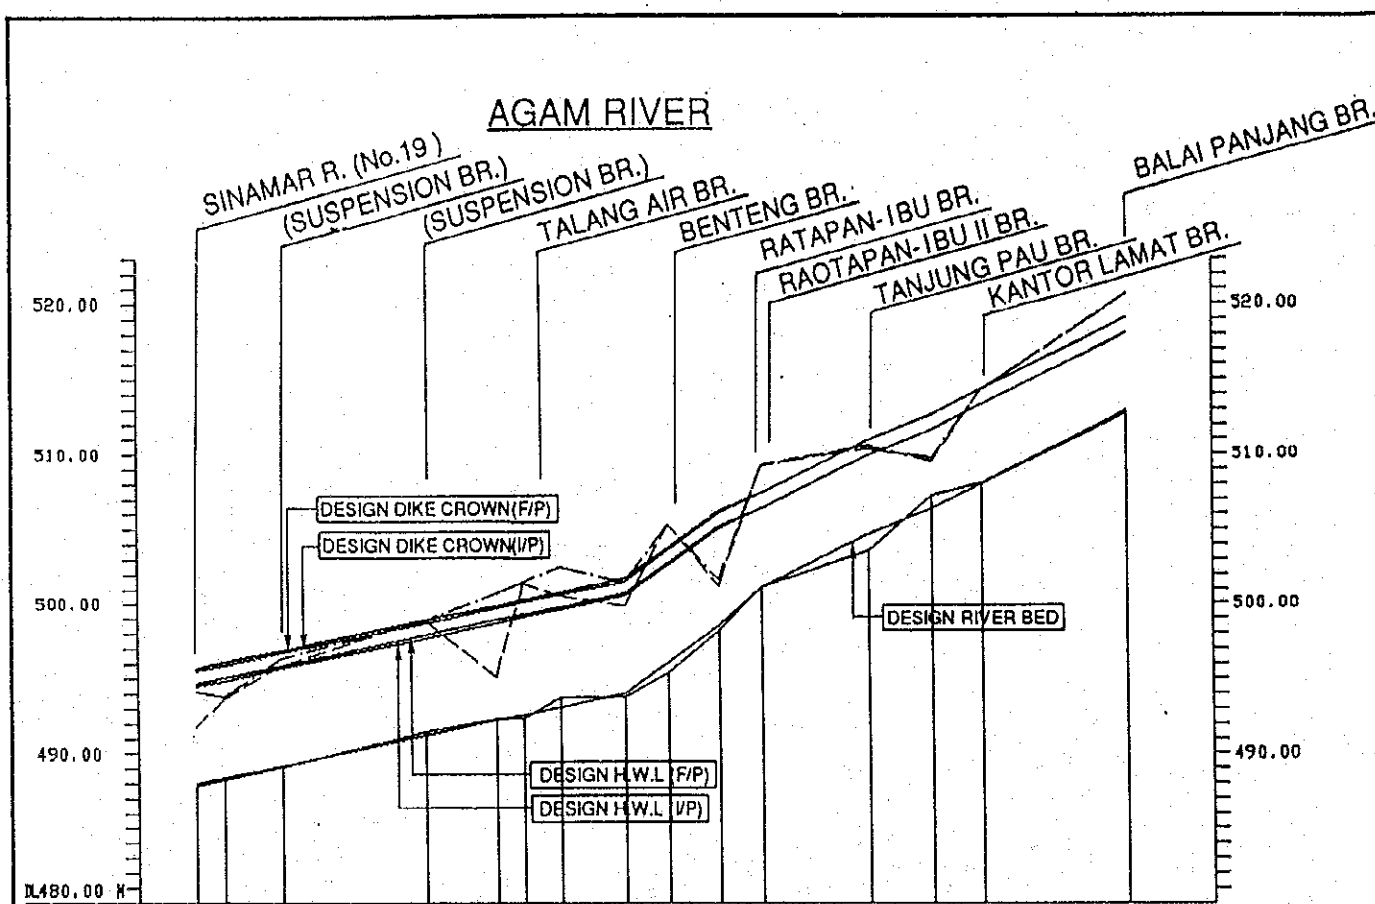 AGAM RIVER
SINAMAR R. (No.19 )
(SUSPENSION BR.)
(SUSPENSION BR.)
TALANG AIR BR.
BENTENG BR.
RATAPAN-IBU BR.
RAOTAPAN-IBU II BR.
TANJUNG PAU BR.
KANTOR LAMAT BR.
BALAI PANJANG BR.
520.00
520.00
510.00
510.00
DESIGN DIKE CROWN(F/P)
DESIGN DIKE CROWN(I/P)
500.00
500.00
DESIGN RIVER BED
490.00
490.00
DESIGN H.W.L (F/P)
DESIGN H.W.L (I/P)
DL480.00 M